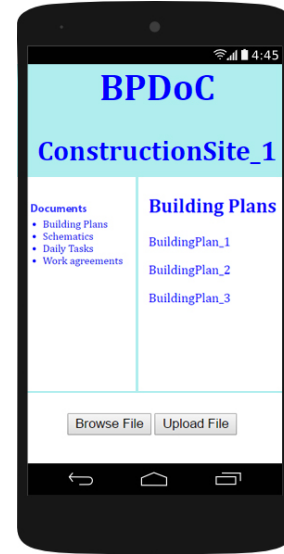 4:45
BPDoC
ConstructionSite_1
Documents
Building Plans
Schematics
Daily Tasks
Work agreements
Building Plans
BuildingPlan_1
BuildingPlan_2
BuildingPlan_3
Browse File
Upload File